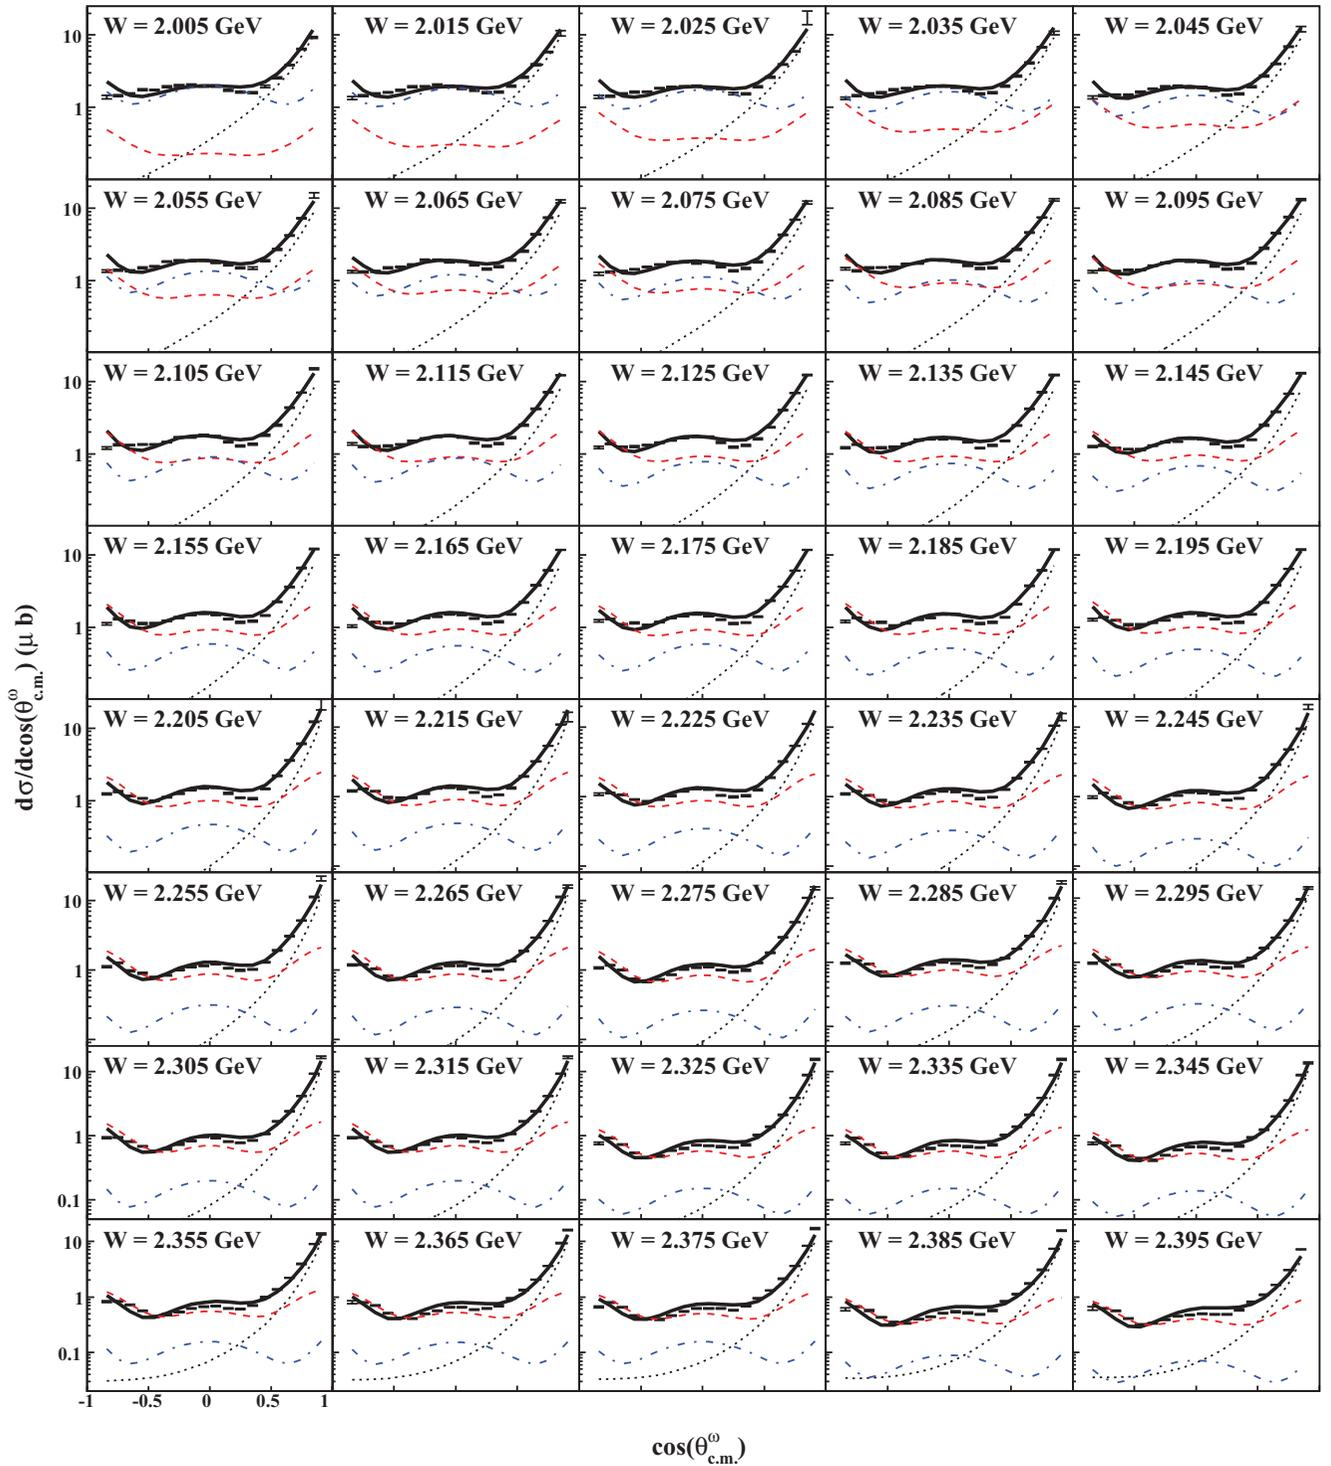 W = 2.005 GeV W = 2.015 GeV W = 2.025 GeV W = 2.035 GeV W = 2.045 GeV
10
1
W = 2.055 GeV W = 2.065 GeV W = 2.075 GeV W = 2.085 GeV W = 2.095 GeV
10
1
W = 2.105 GeV W = 2.115 GeV W = 2.125 GeV W = 2.135 GeV W = 2.145 GeV
10
1
W = 2.155 GeV W = 2.165 GeV W = 2.175 GeV W = 2.185 GeV W = 2.195 GeV
10
1
dσ/dcos(θ^ω_c.m.) (μ b)
W = 2.205 GeV W = 2.215 GeV W = 2.225 GeV W = 2.235 GeV W = 2.245 GeV
10
1
W = 2.255 GeV W = 2.265 GeV W = 2.275 GeV W = 2.285 GeV W = 2.295 GeV
10
1
W = 2.305 GeV W = 2.315 GeV W = 2.325 GeV W = 2.335 GeV W = 2.345 GeV
10
1
0.1
W = 2.355 GeV W = 2.365 GeV W = 2.375 GeV W = 2.385 GeV W = 2.395 GeV
10
1
0.1
-1 -0.5 0 0.5 1
cos(θ^ω_c.m.)